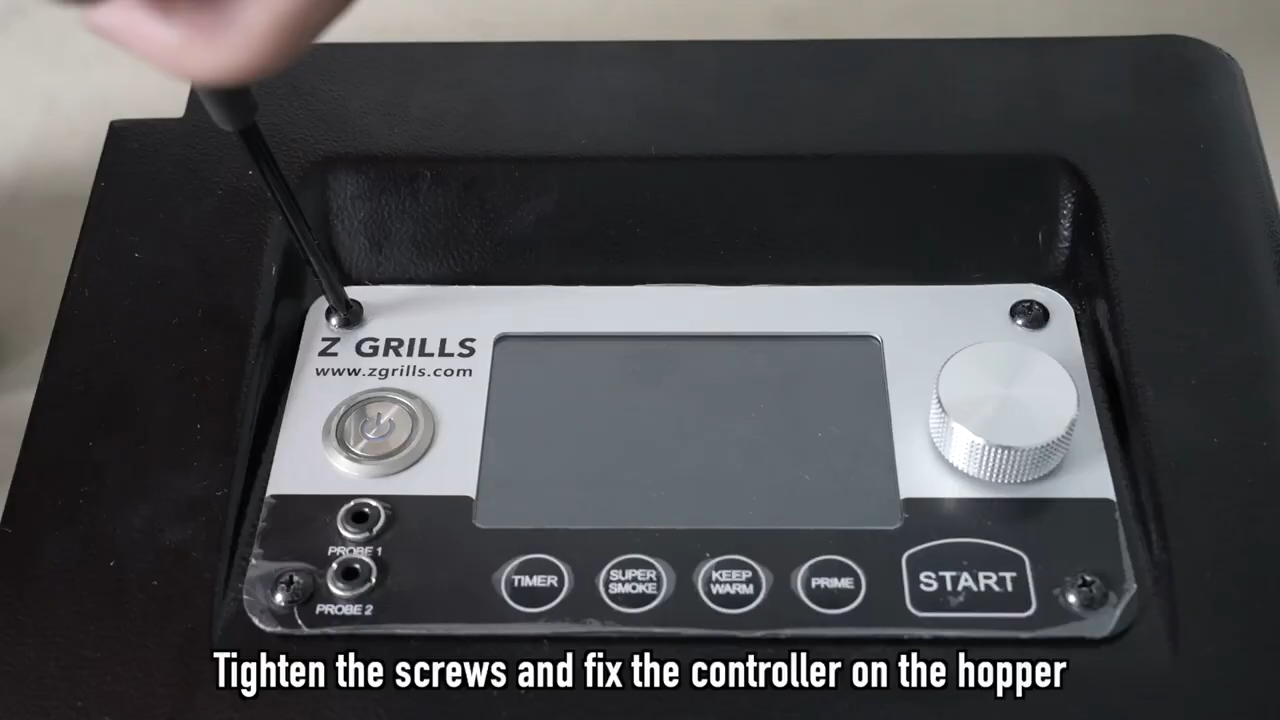 Z GRILLS
www.zgrills.com
PROBE 1
PROBE 2
TIMER
SUPER
SMOKE
KEEP
WARM
PRIME
START
Tighten the screws and fix the controller on the hopper